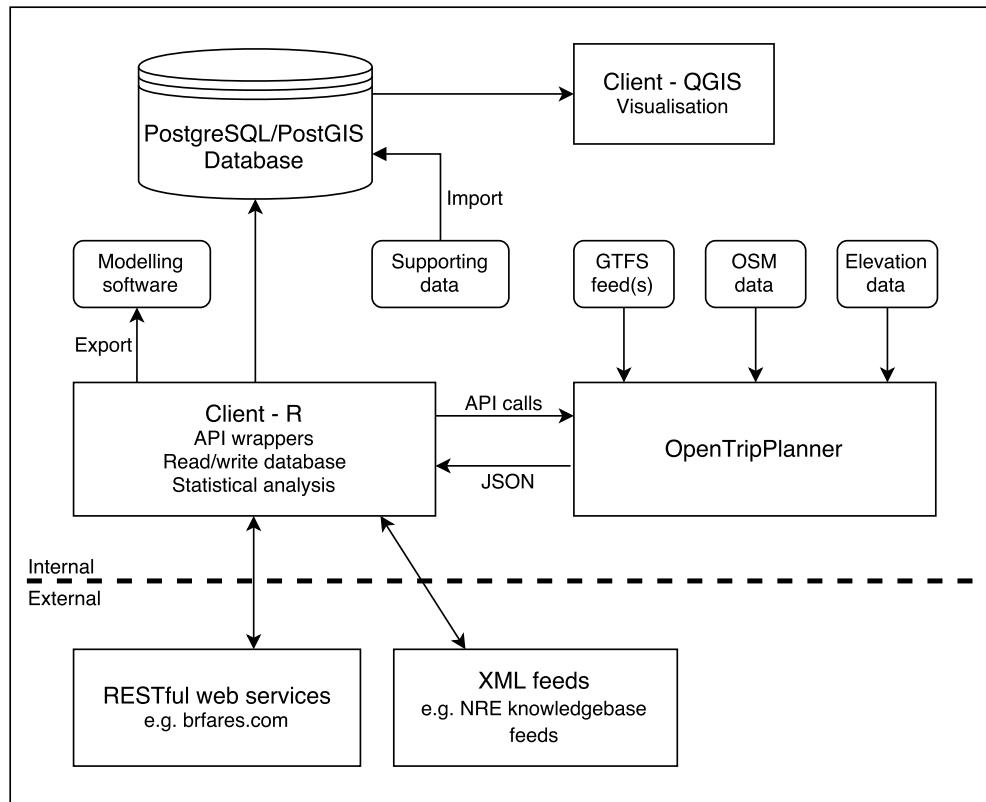 Client - QGIS
Visualisation
PostgreSQL/PostGIS
Database
Import
Modelling
software
Supporting
data
GTFS
feed(s)
OSM
data
Elevation
data
Export
Client - R
API wrappers
Read/write database
Statistical analysis
API calls
JSON
OpenTripPlanner
Internal
External
RESTful web services
e.g. brfares.com
XML feeds
e.g. NRE knowledgebase
feeds